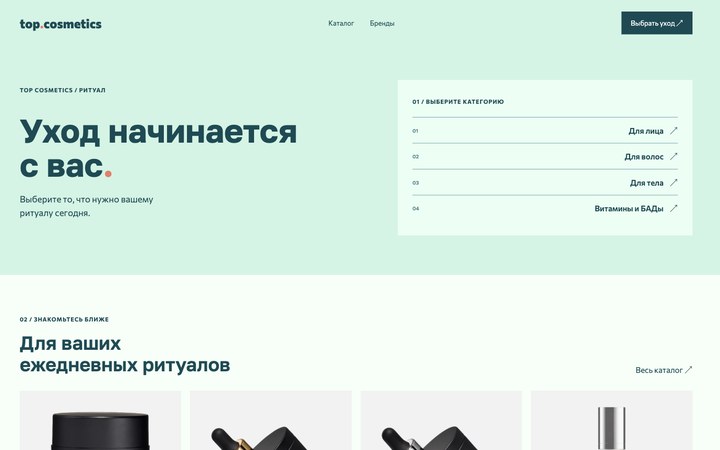 top.cosmetics
Каталог
Бренды
Выбрать уход
TOP COSMETICS / РИТУАЛ
Уход начинается
с вас.
Выберите то, что нужно вашему
ритуалу сегодня.
01 / ВЫБЕРИТЕ КАТЕГОРИЮ
01 Для лица
02 Для волос
03 Для тела
04 Витамины и БАДы
02 / ЗНАКОМЬТЕСЬ БЛИЖЕ
Для ваших
ежедневных ритуалов
Весь каталог